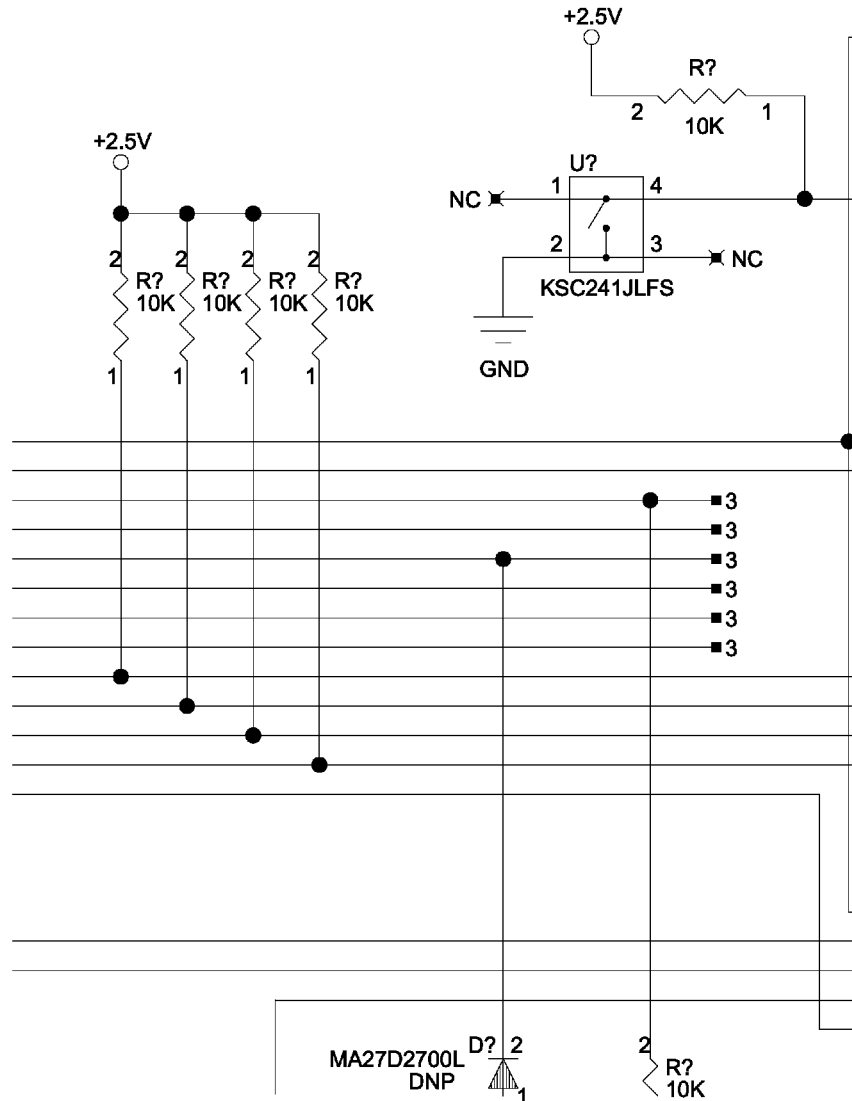 +2.5V
R?
2 1
10K
+2.5V
U?
NC 1 4
2 3 NC
KSC241JLFS
GND
2 2 2 2
R? R? R? R?
10K 10K 10K 10K
1 1 1 1
3
3
3
3
3
3
D? 2 2
MA27D2700L R?
DNP 1 10K